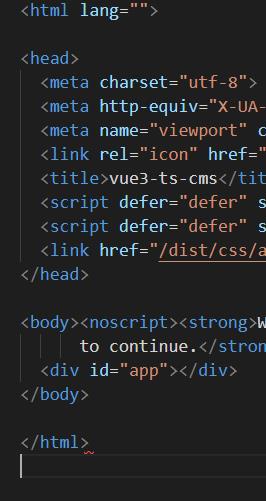 <html lang="">
<head>
<meta charset="utf-8">
<meta http-equiv="X-UA-
<meta name="viewport" c
<link rel="icon" href="
<title>vue3-ts-cms</tit
<script defer="defer" s
<script defer="defer" s
<link href="/dist/css/a
</head>
<body><noscript><strong>W
to continue.</stron
<div id="app"></div>
</body>
</html>